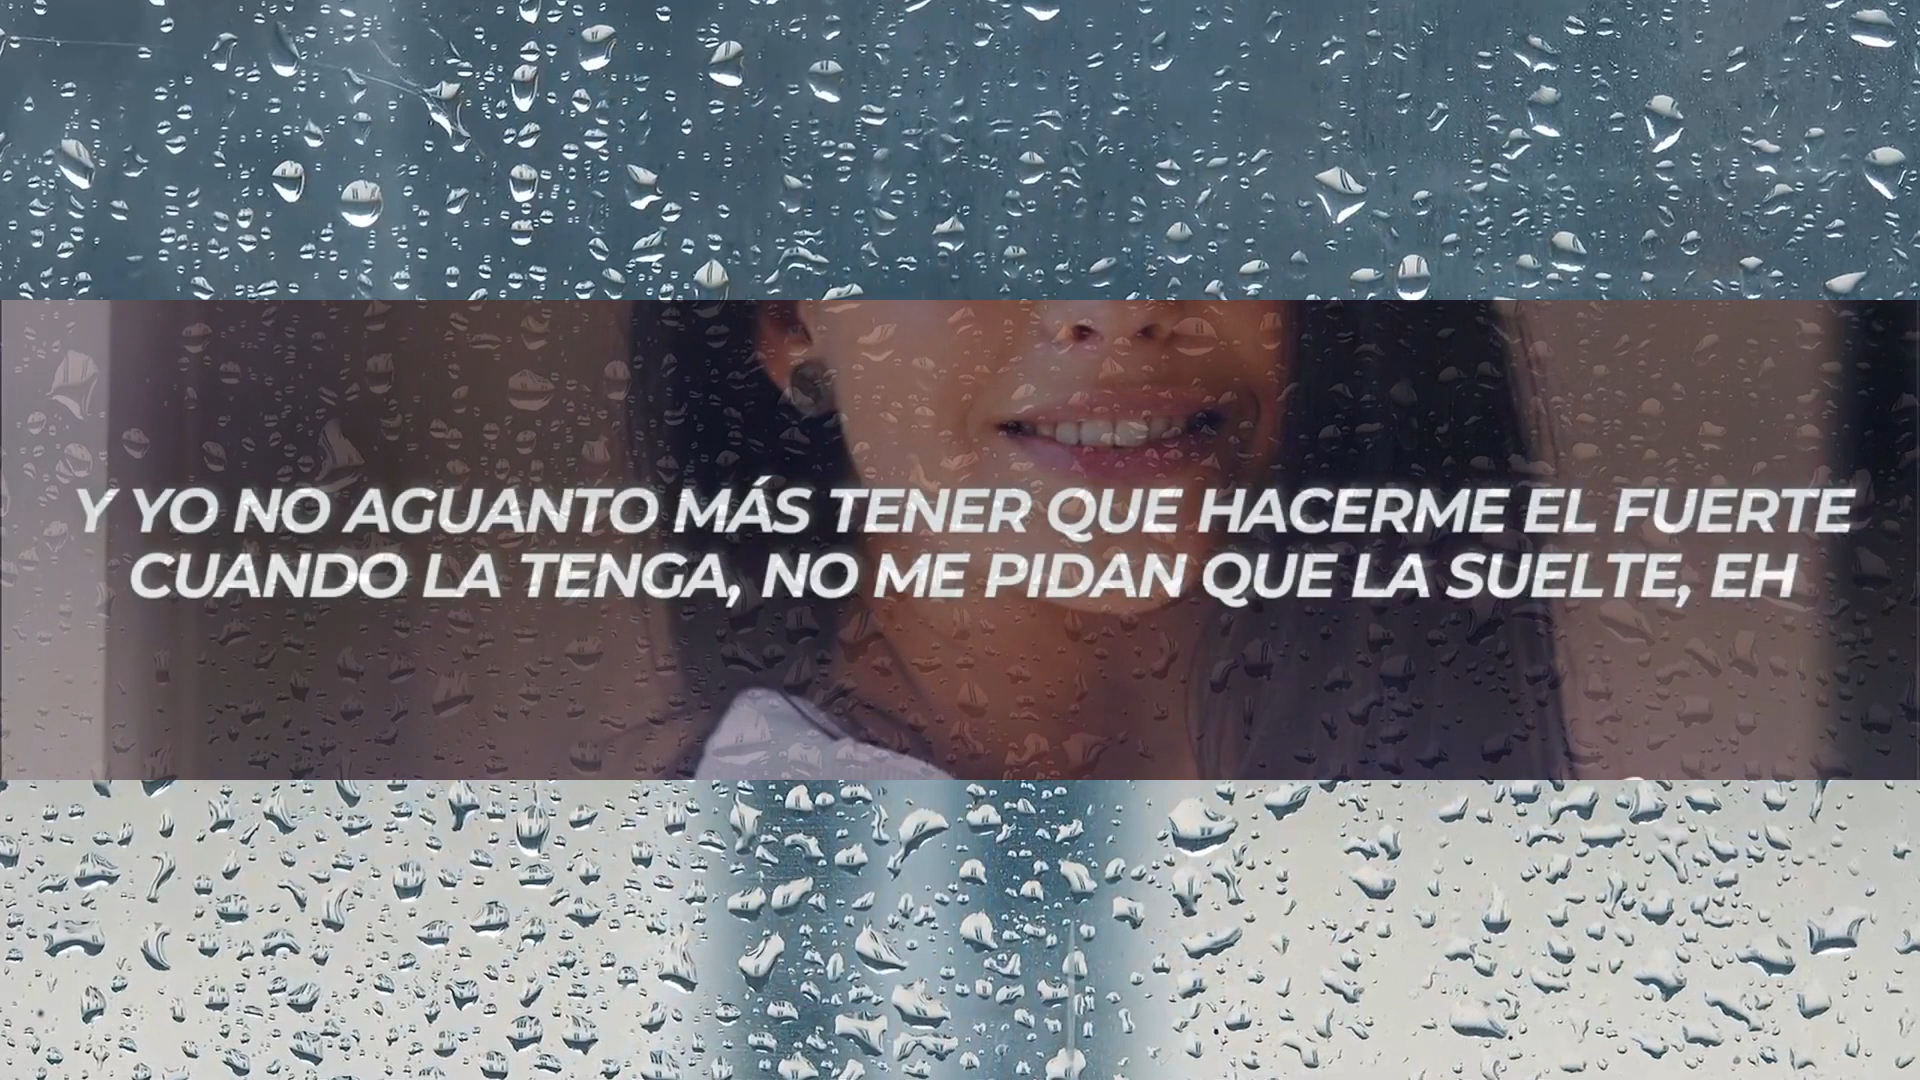 Y YO NO AGUANTO MÁS TENER QUE HACERME EL FUERTE
CUANDO LA TENGA, NO ME PIDAN QUE LA SUELTE, EH